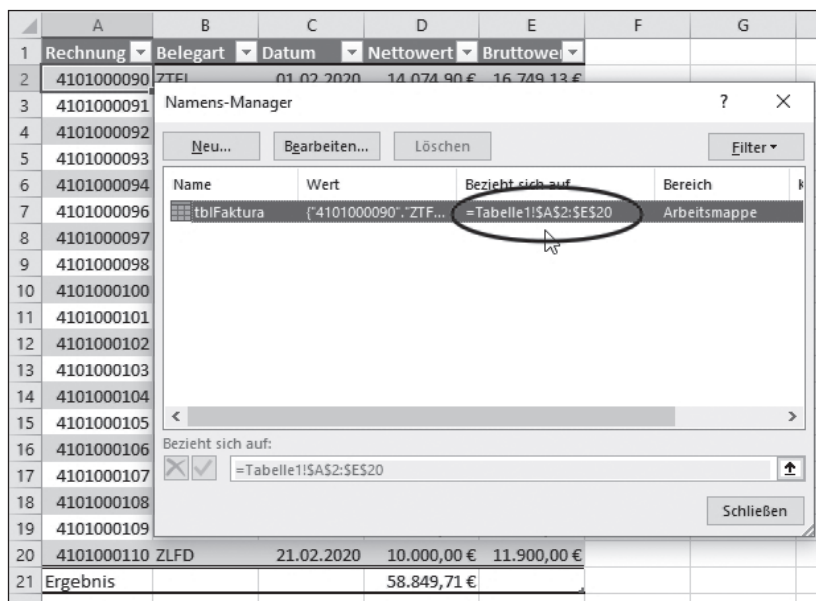 A B C D E F G
1 Rechnung Belegart Datum Nettowert Bruttowe
2 4101000090 ZTFL 01.02.2020 14.074,90 € 16.749,13 €
3 4101000091
Namens-Manager ? ×
4 4101000092
Neu... Bearbeiten... Löschen Filter
5 4101000093
6 4101000094
Name Wert Bezieht sich auf Bereich K
7 4101000096
tblFaktura {"4101000090"."ZTF... =Tabelle1!$A$2:$E$20 Arbeitsmappe
8 4101000097
9 4101000098
10 4101000100
11 4101000101
12 4101000102
13 4101000103
14 4101000104
15 4101000105
16 4101000106
Bezieht sich auf:
17 4101000107
=Tabelle1!$A$2:$E$20
18 4101000108
Schließen
19 4101000109
20 4101000110 ZLFD 21.02.2020 10.000,00 € 11.900,00 €
21 Ergebnis 58.849,71 €